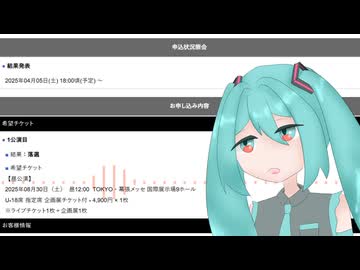 申込状況照会
■ 結果発表
2025年04月05日(土) 18:00頃(予定) ～
お申し込み内容
希望チケット
● 1公演目
■ 結果：落選
■ 希望チケット
【昼公演】
2025年08月30日（土） 昼12:00 TOKYO - 幕張メッセ 国際展示場9ホール
U-18席 指定席 企画展チケット付 - 4,900円 × 1枚
※ライブチケット1枚＋企画展1枚
お客様情報